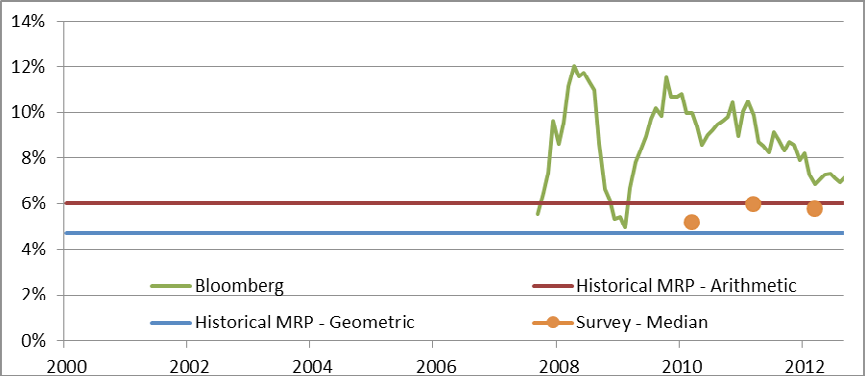 14%
12%
10%
8%
6%
4%
2%
0%
Bloomberg
Historical MRP - Arithmetic
Historical MRP - Geometric
Survey - Median
2000 2002 2004 2006 2008 2010 2012